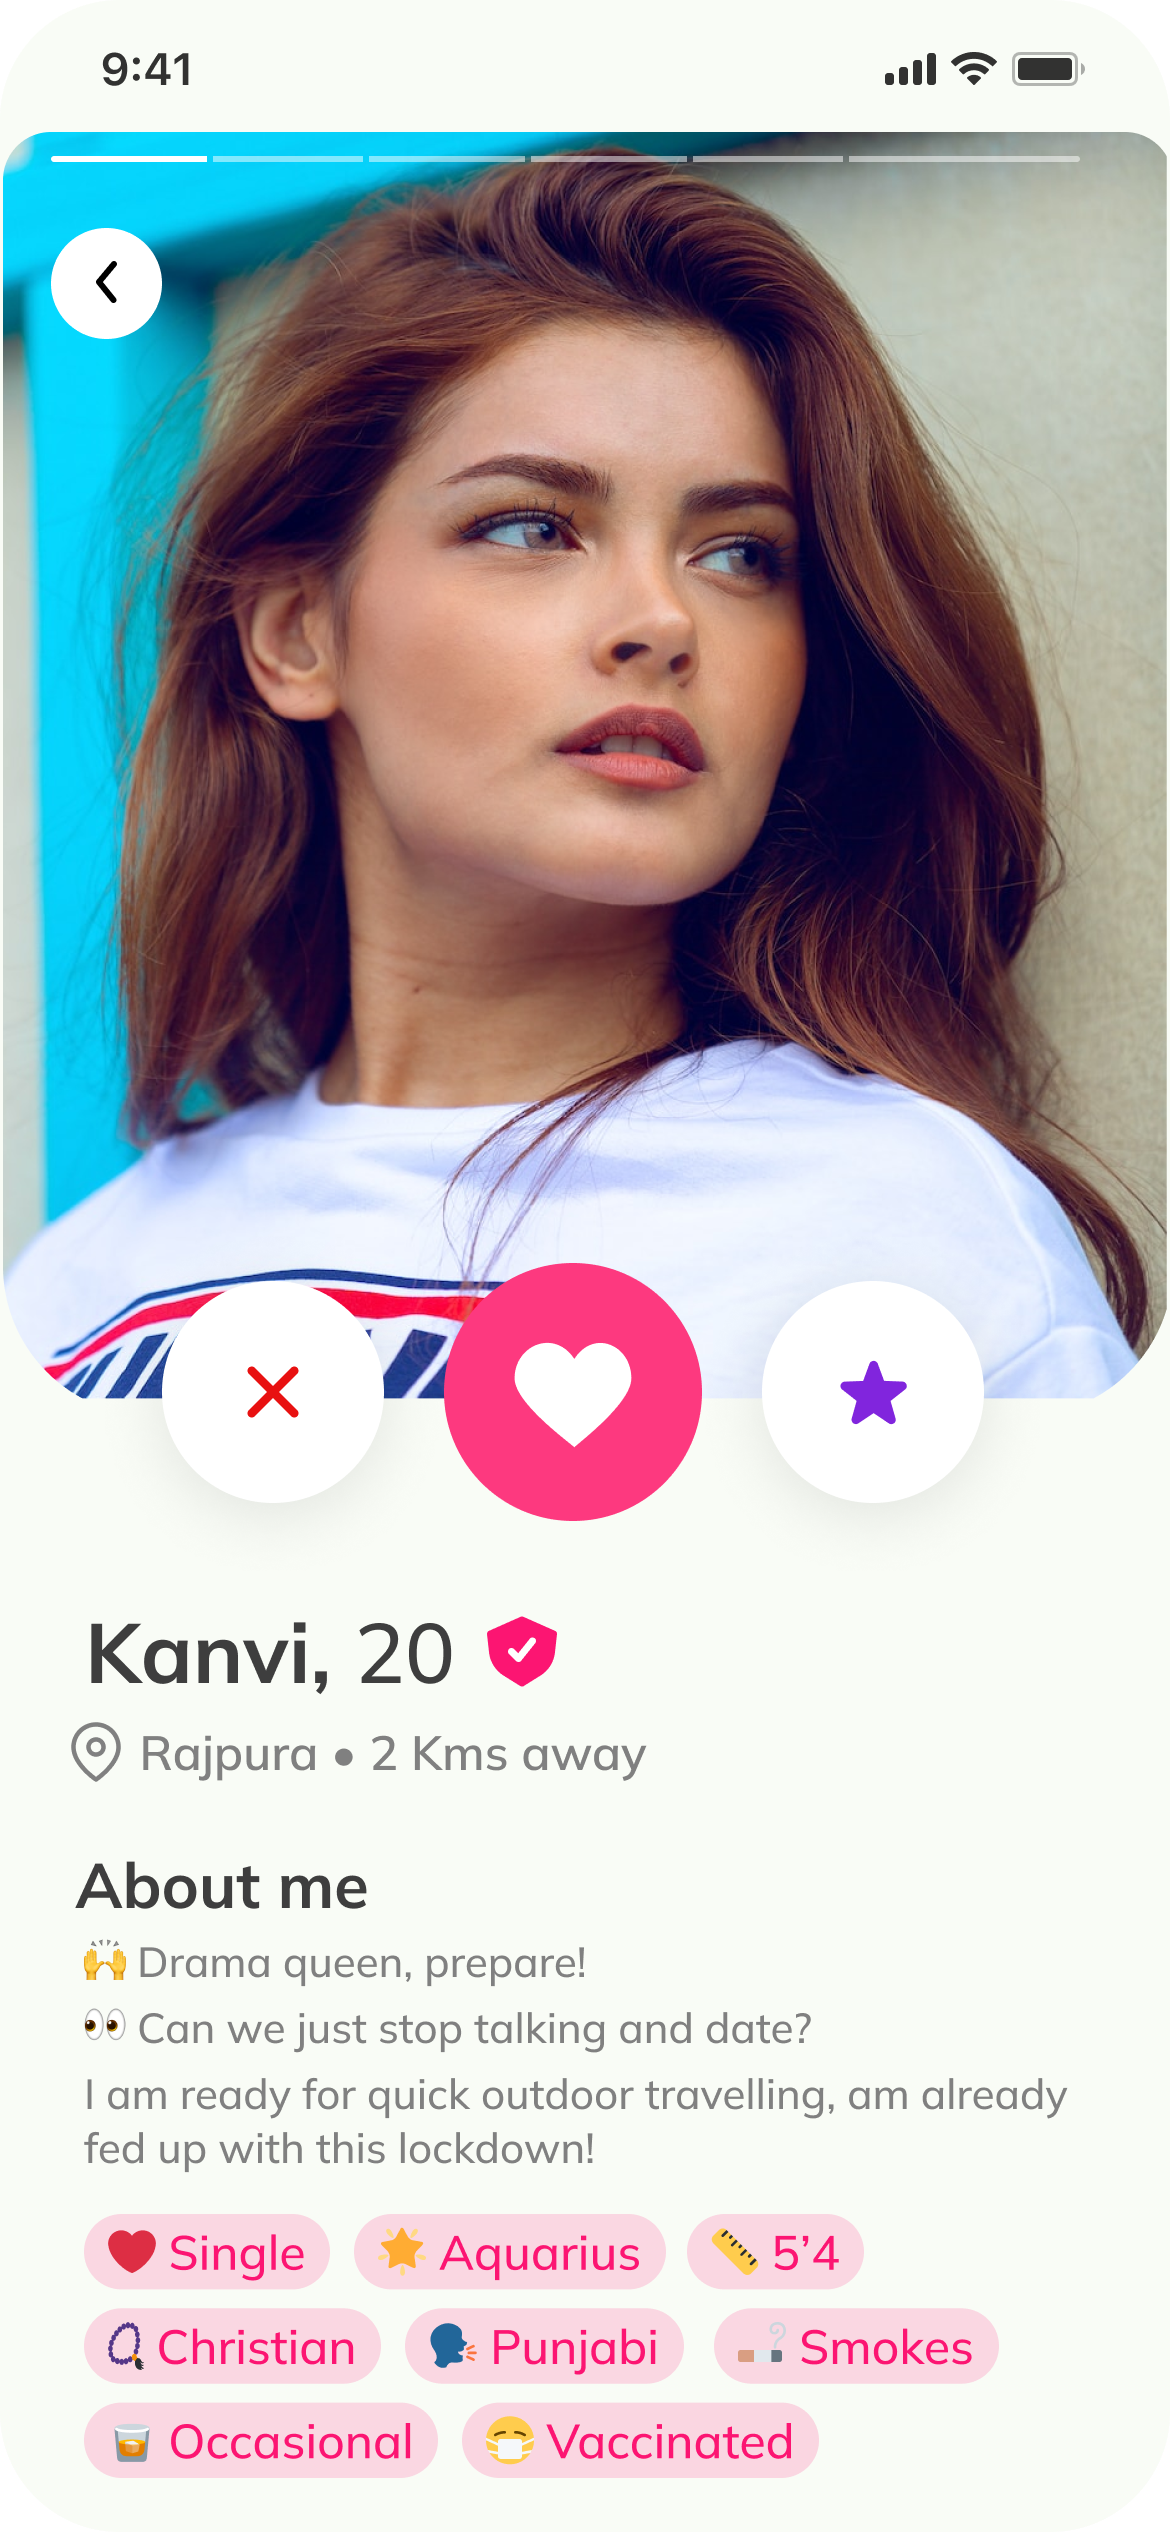 9:41
Kanvi, 20
Rajpura • 2 Kms away
About me
🙌 Drama queen, prepare!
👀 Can we just stop talking and date?
I am ready for quick outdoor travelling, am already
fed up with this lockdown!
Single Aquarius 5’4
Christian Punjabi Smokes
Occasional Vaccinated